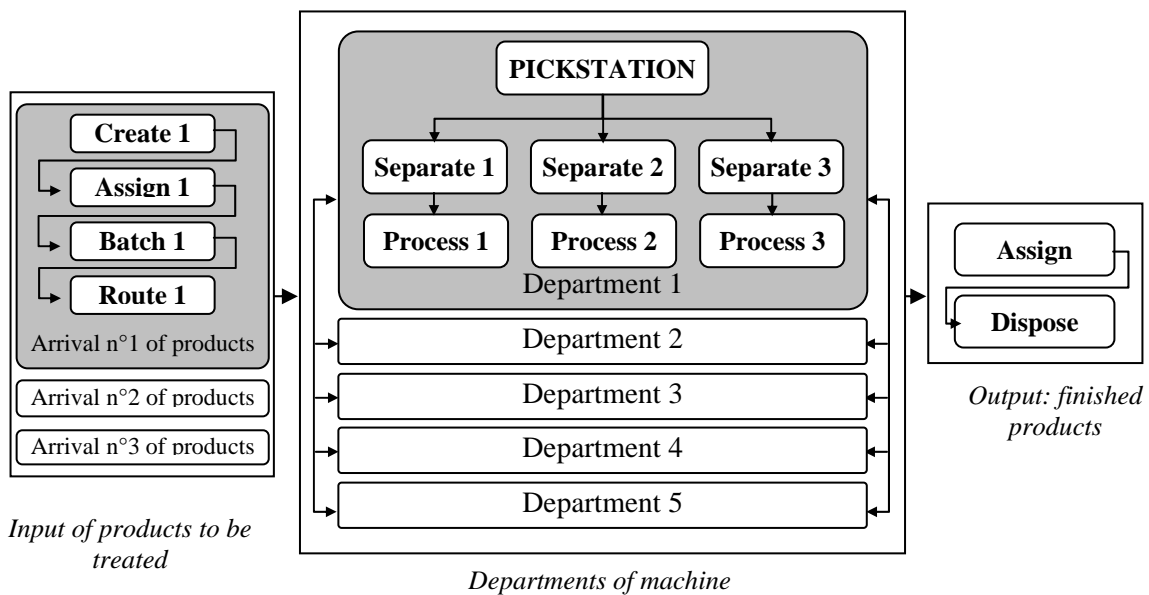 Create 1
Assign 1
Batch 1
Route 1
Arrival n°1 of products
Arrival n°2 of products
Arrival n°3 of products
Input of products to be
treated
PICKSTATION
Separate 1 Separate 2 Separate 3
Process 1 Process 2 Process 3
Department 1
Department 2
Department 3
Department 4
Department 5
Departments of machine
Assign
Dispose
Output: finished
products